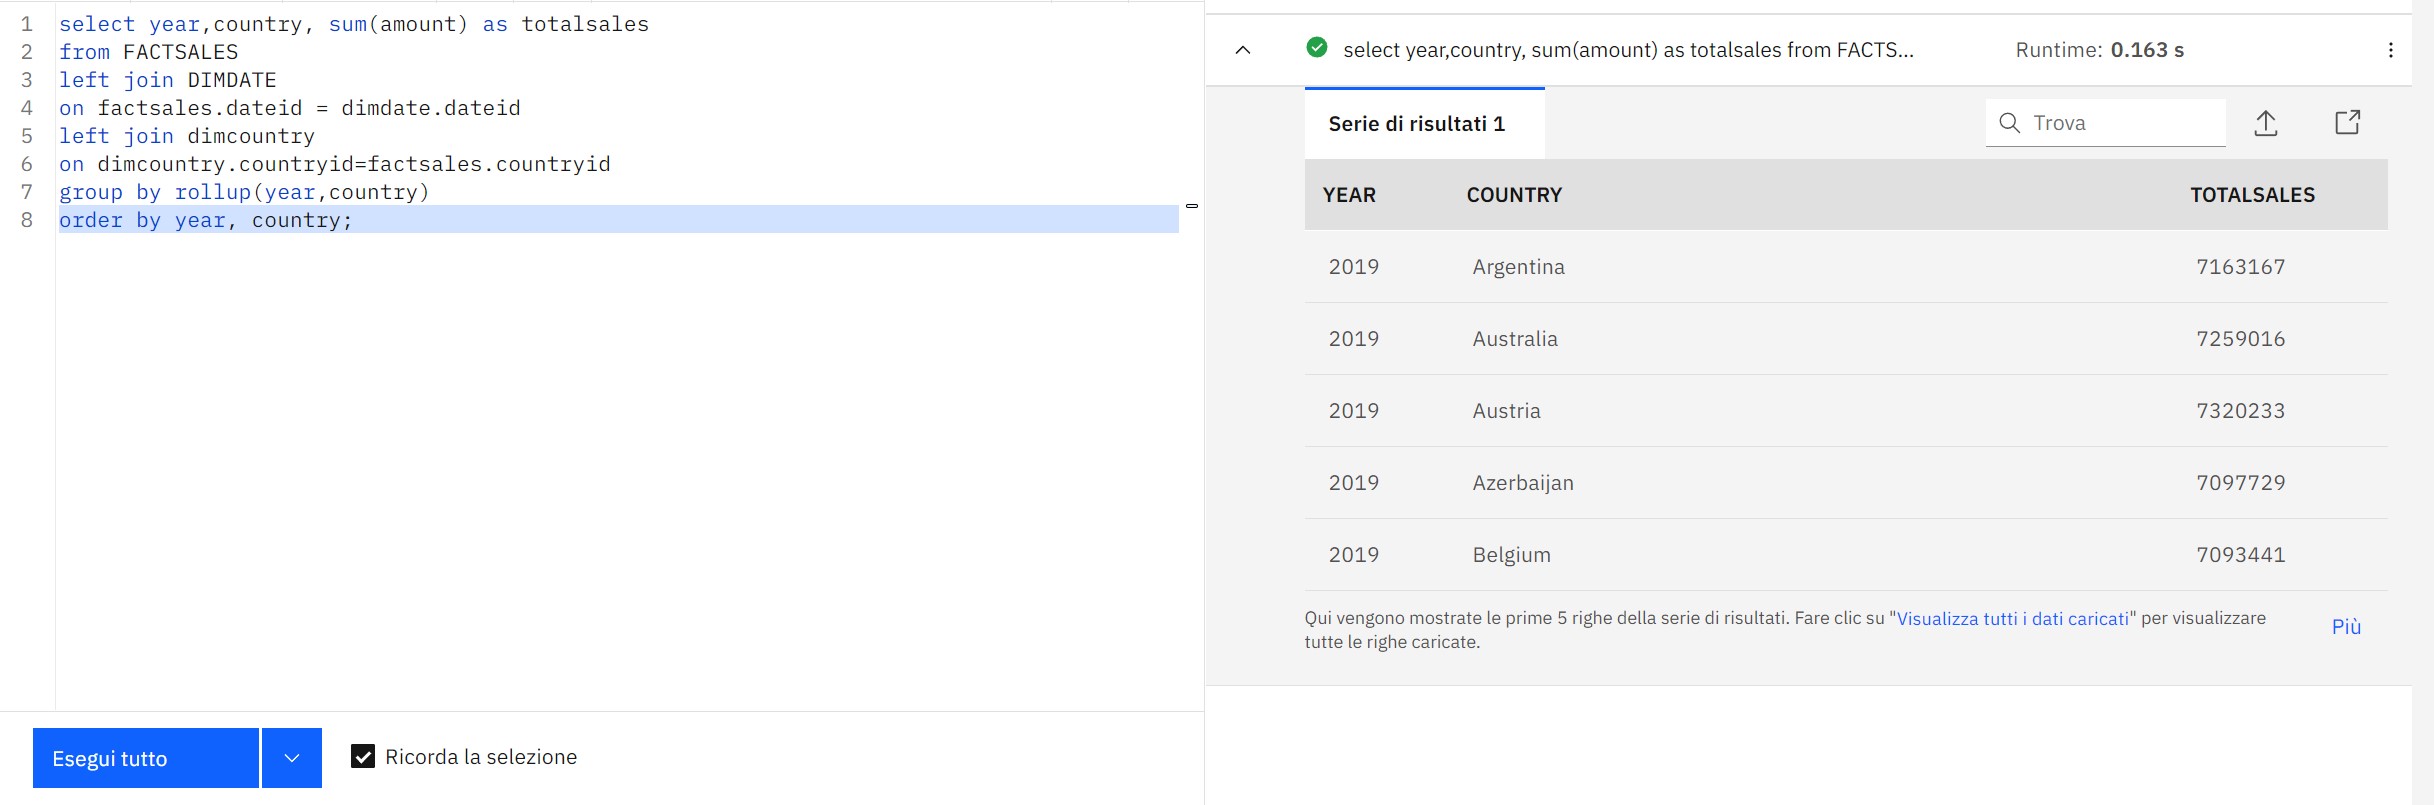 1 select year,country, sum(amount) as totalsales
2 from FACTSALES
3 left join DIMDATE
4 on factsales.dateid = dimdate.dateid
5 left join dimcountry
6 on dimcountry.countryid=factsales.countryid
7 group by rollup(year,country)
8 order by year, country;
Esegui tutto
Ricorda la selezione
select year,country, sum(amount) as totalsales from FACTS... Runtime: 0.163 s
Serie di risultati 1
Trova
YEAR COUNTRY TOTALSALES
2019 Argentina 7163167
2019 Australia 7259016
2019 Austria 7320233
2019 Azerbaijan 7097729
2019 Belgium 7093441
Qui vengono mostrate le prime 5 righe della serie di risultati. Fare clic su "Visualizza tutti i dati caricati" per visualizzare
tutte le righe caricate.
Più